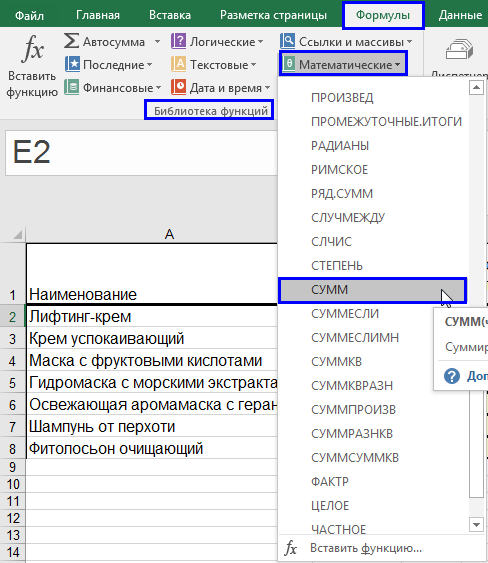 Файл Главная Вставка Разметка страницы Формулы Данные
fx Σ Автосумма Логические Ссылки и массивы
Вставить функцию Последние Текстовые θ Математические Диспетчер
Финансовые Дата и время
Библиотека функций
E2
ПРОИЗВЕД
ПРОМЕЖУТОЧНЫЕ.ИТОГИ
РАДИАНЫ
РИМСКОЕ
РЯД.СУММ
СЛУЧМЕЖДУ
СЛЧИС
СТЕПЕНЬ
СУММ
СУММЕСЛИ
СУММЕСЛИМН
СУММКВ
СУММКВРАЗН
СУММПРОИЗВ
СУММРАЗНКВ
СУММСУММКВ
ФАКТР
ЦЕЛОЕ
ЧАСТНОЕ
fx Вставить функцию...
СУММ(ч
Суммир
? Доп
A
1 Наименование
2 Лифтинг-крем
3 Крем успокаивающий
4 Маска с фруктовыми кислотами
5 Гидромаска с морскими экстракта
6 Освежающая аромамаска с геран
7 Шампунь от перхоти
8 Фитолосьон очищающий
9
10
11
12
13
14